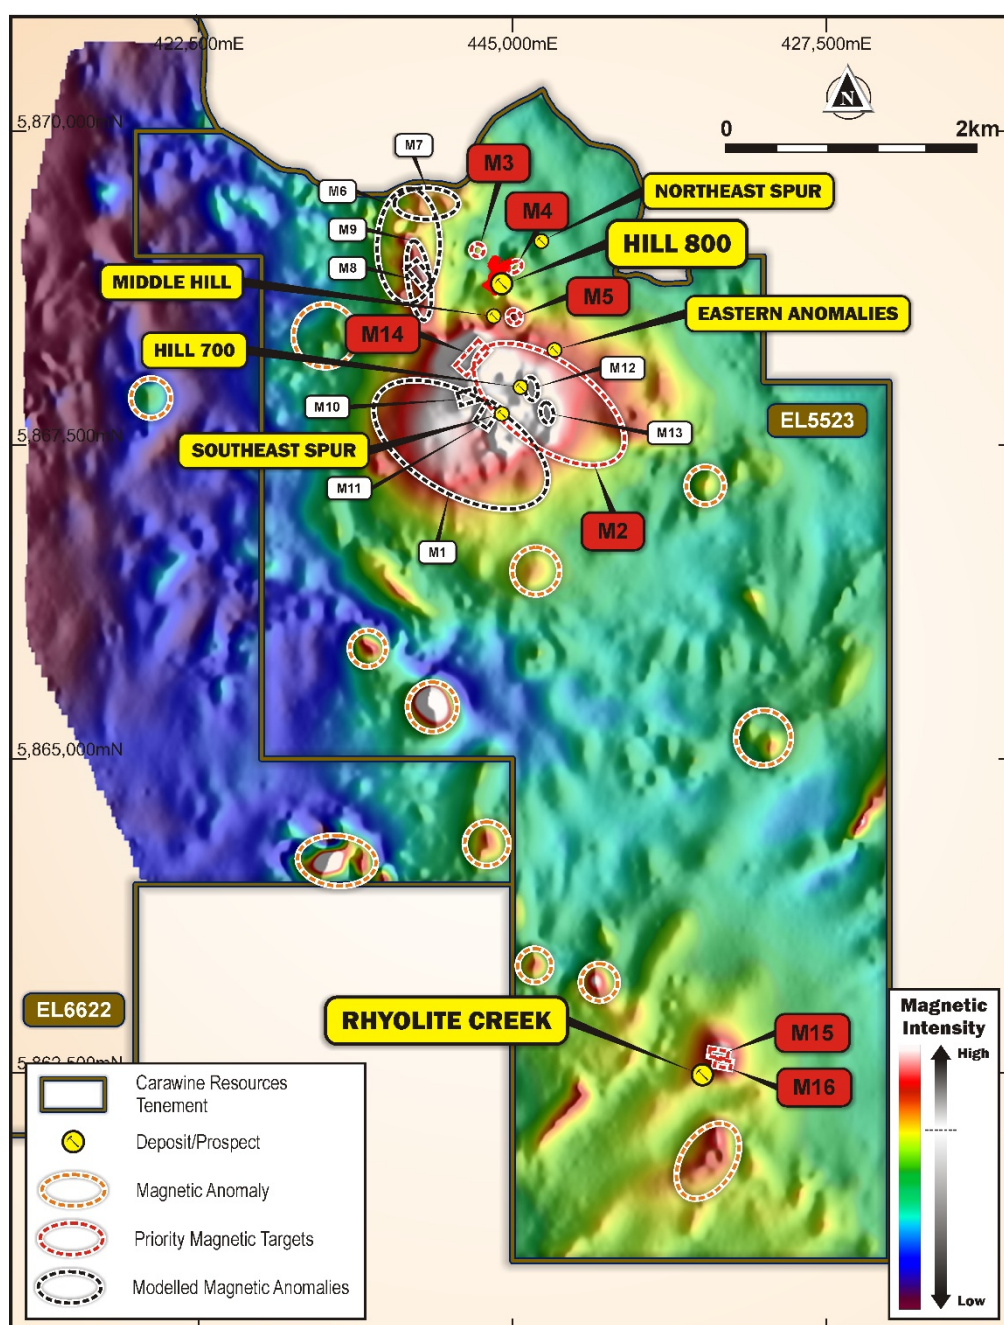 422,500mE
445,000mE
427,500mE
N
5,870,000mN
0
2km
M7
M3
M6
NORTHEAST SPUR
M4
M9
HILL 800
M8
MIDDLE HILL
M5
EASTERN ANOMALIES
M14
HILL 700
M12
M10
EL5523
M13
5,867,500mN
SOUTHEAST SPUR
M11
M2
M1
5,865,000mN
EL6622
RHYOLITE CREEK
M15
M16
5,862,500mN
Magnetic
Intensity
High
Low
Carawine Resources
Tenement
Deposit/Prospect
Magnetic Anomaly
Priority Magnetic Targets
Modelled Magnetic Anomalies